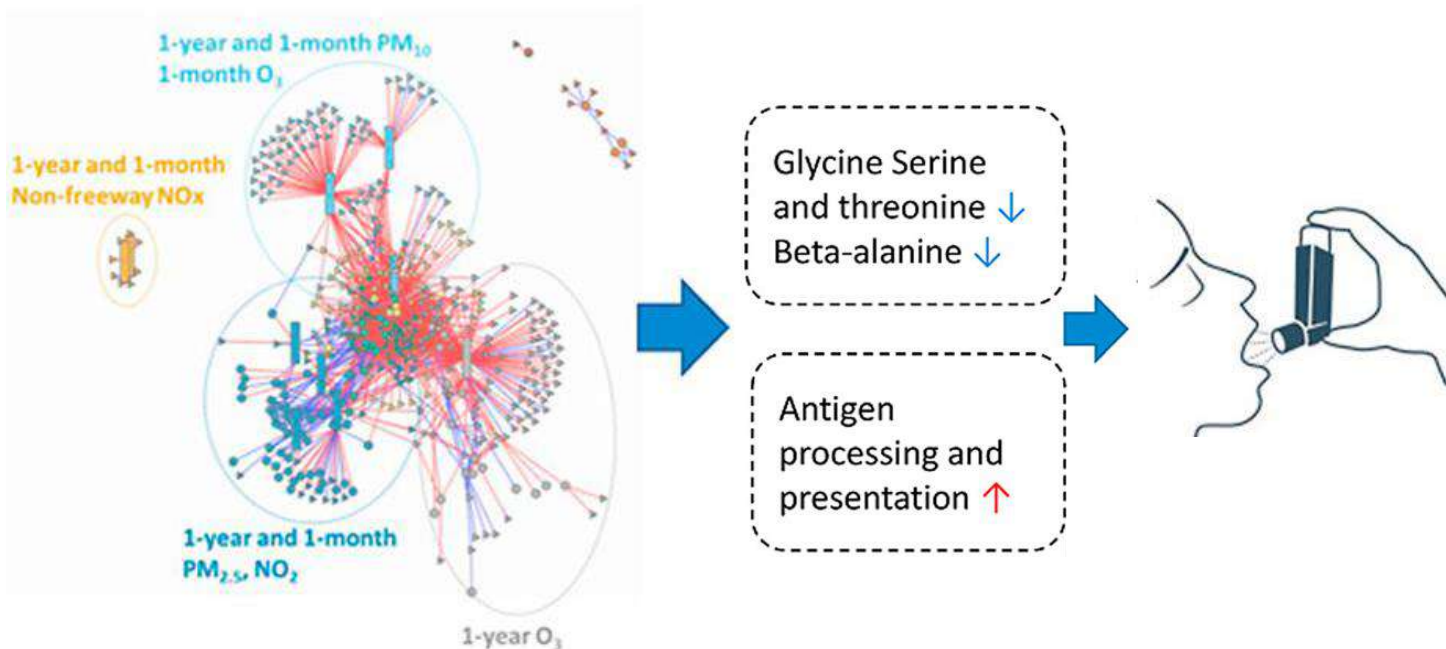 1-year and 1-month PM₁₀
1-month O₃
1-year and 1-month
Non-freeway NOx
1-year and 1-month
PM₂.₅, NO₂
1-year O₃
Glycine Serine
and threonine ↓
Beta-alanine ↓
Antigen
processing and
presentation ↑